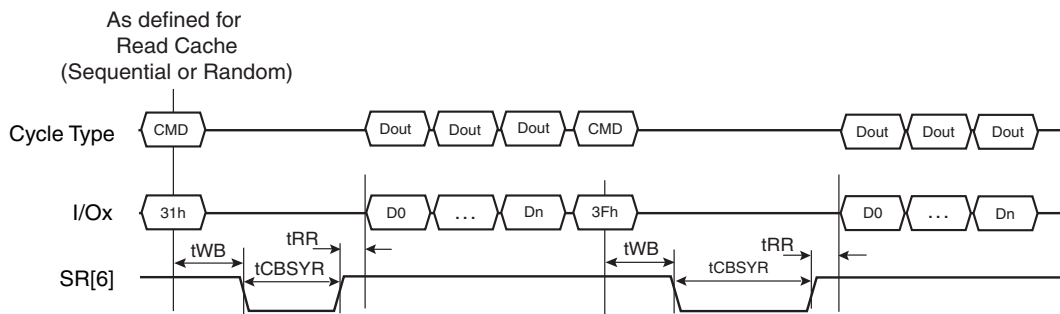 As defined for
Read Cache
(Sequential or Random)
Cycle Type CMD Dout Dout Dout CMD Dout Dout Dout
I/Ox 31h D0 ... Dn 3Fh D0 ... Dn
tWB tRR tWB tRR
SR[6] tCBSYR tCBSYR